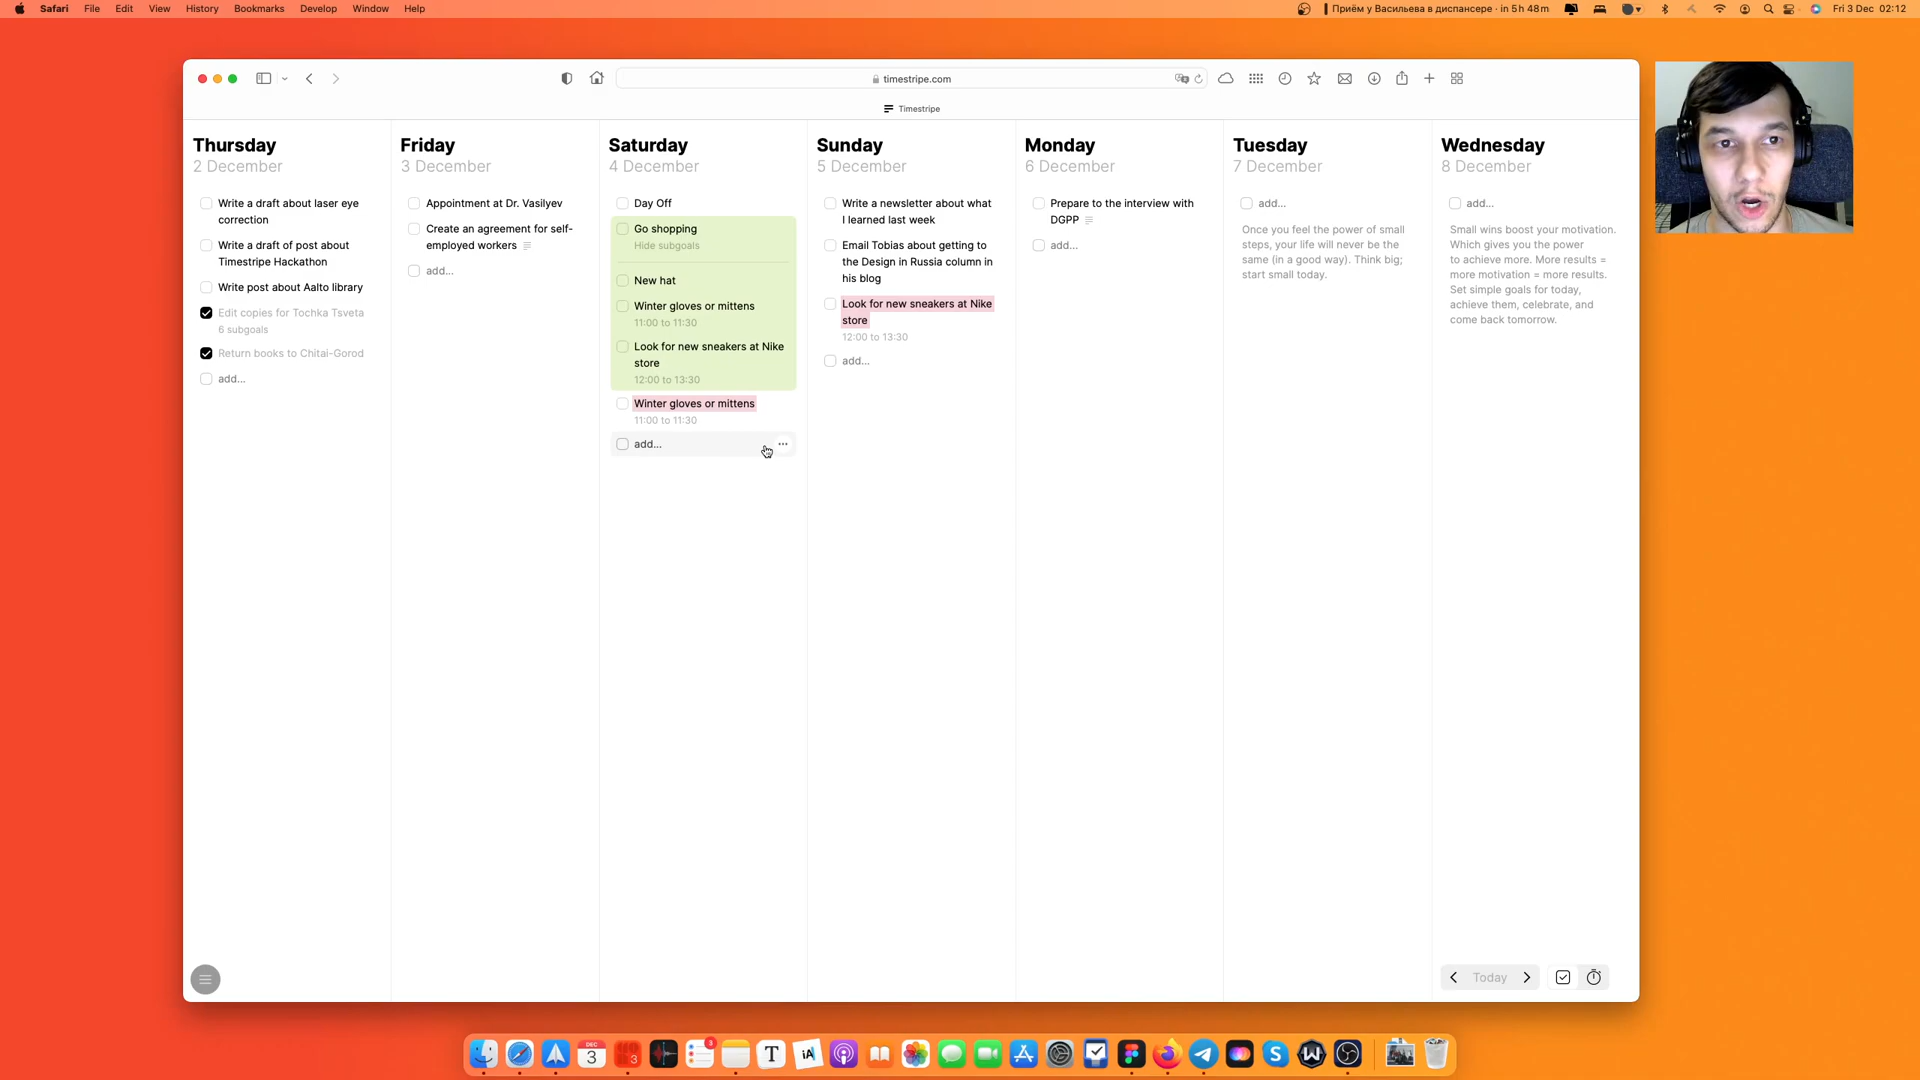 Safari File Edit View History Bookmarks Develop Window Help
Приём у Васильева в диспансере · in 5 h 48 m
Fri 3 Dec 02:12
timestripe.com
Timestripe
Thursday
2 December
Write a draft about laser eye
correction
Write a draft of post about
Timestripe Hackathon
Write post about Aalto library
Edit copies for Tochka Tsveta
6 subgoals
Return books to Chitai-Gorod
add...
Friday
3 December
Appointment at Dr. Vasilyev
Create an agreement for self-
employed workers
add...
Saturday
4 December
Day Off
Go shopping
Hide subgoals
New hat
Winter gloves or mittens
11:00 to 11:30
Look for new sneakers at Nike
store
12:00 to 13:30
Winter gloves or mittens
11:00 to 11:30
add...
Sunday
5 December
Write a newsletter about what
I learned last week
Email Tobias about getting to
the Design in Russia column in
his blog
Look for new sneakers at Nike
store
12:00 to 13:30
add...
Monday
6 December
Prepare to the interview with
DGPP
add...
Tuesday
7 December
add...
Once you feel the power of small
steps, your life will never be the
same (in a good way). Think big;
start small today.
Wednesday
8 December
add...
Small wins boost your motivation.
Which gives you the power
to achieve more. More results =
more motivation = more results.
Set simple goals for today,
achieve them, celebrate, and
come back tomorrow.
Today
DEC
3
3
3
T
iA